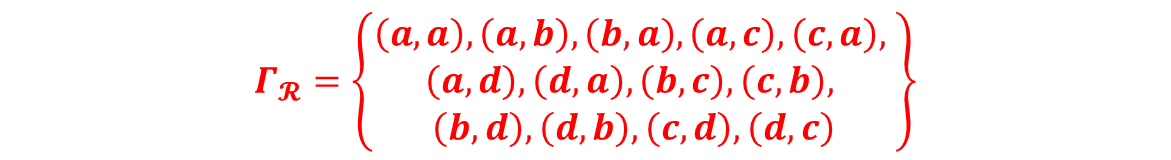 (a, a), (a, b), (b, a), (a, c), (c, a),
Γ_ℛ = { (a, d), (d, a), (b, c), (c, b), }
(b, d), (d, b), (c, d), (d, c)